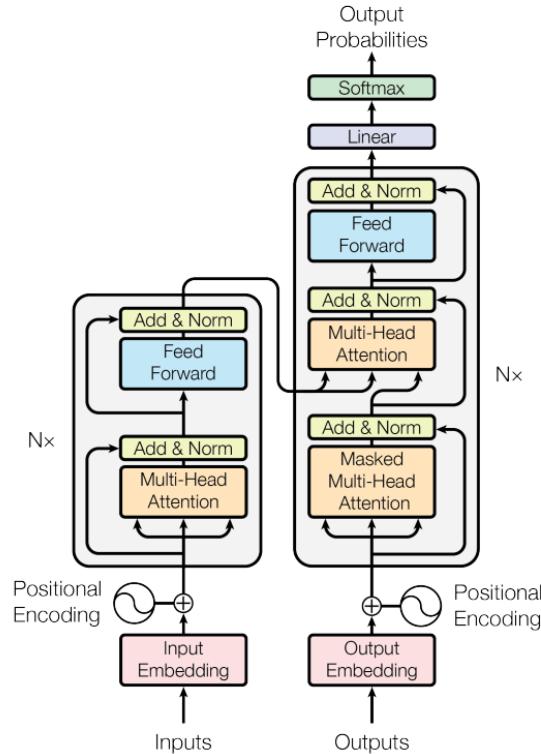 Output
Probabilities
Softmax
Linear
Add & Norm
Feed
Forward
Add & Norm
Multi-Head
Attention
Nx
Add & Norm
Masked
Multi-Head
Attention
Positional
Encoding
Output
Embedding
Outputs
Add & Norm
Feed
Forward
Nx
Add & Norm
Multi-Head
Attention
Positional
Encoding
Input
Embedding
Inputs